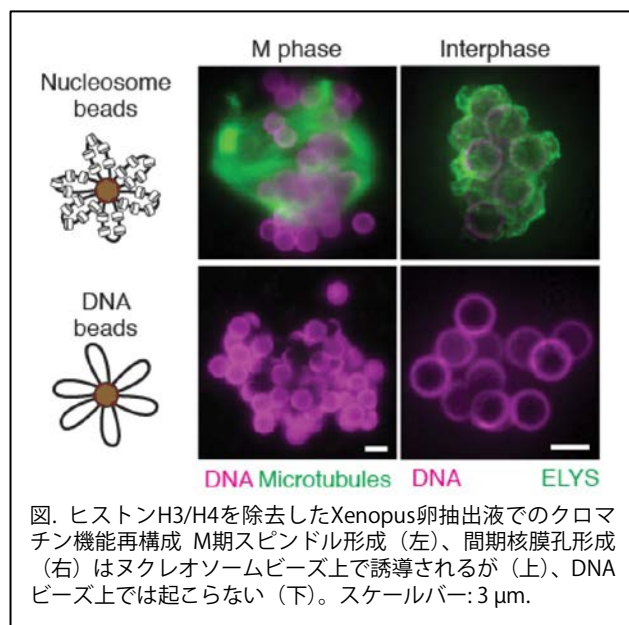 M phase Interphase
Nucleosome
beads
DNA
beads
DNA Microtubules DNA ELYS
図. ヒストンH3/H4を除去したXenopus卵抽出液でのクロマ
チン機能再構成 M期スピンドル形成（左）、間期核膜孔形成
（右）はヌクレオソームビーズ上で誘導されるが（上）、DNA
ビーズ上では起こらない（下）。スケールバー: 3 μm.